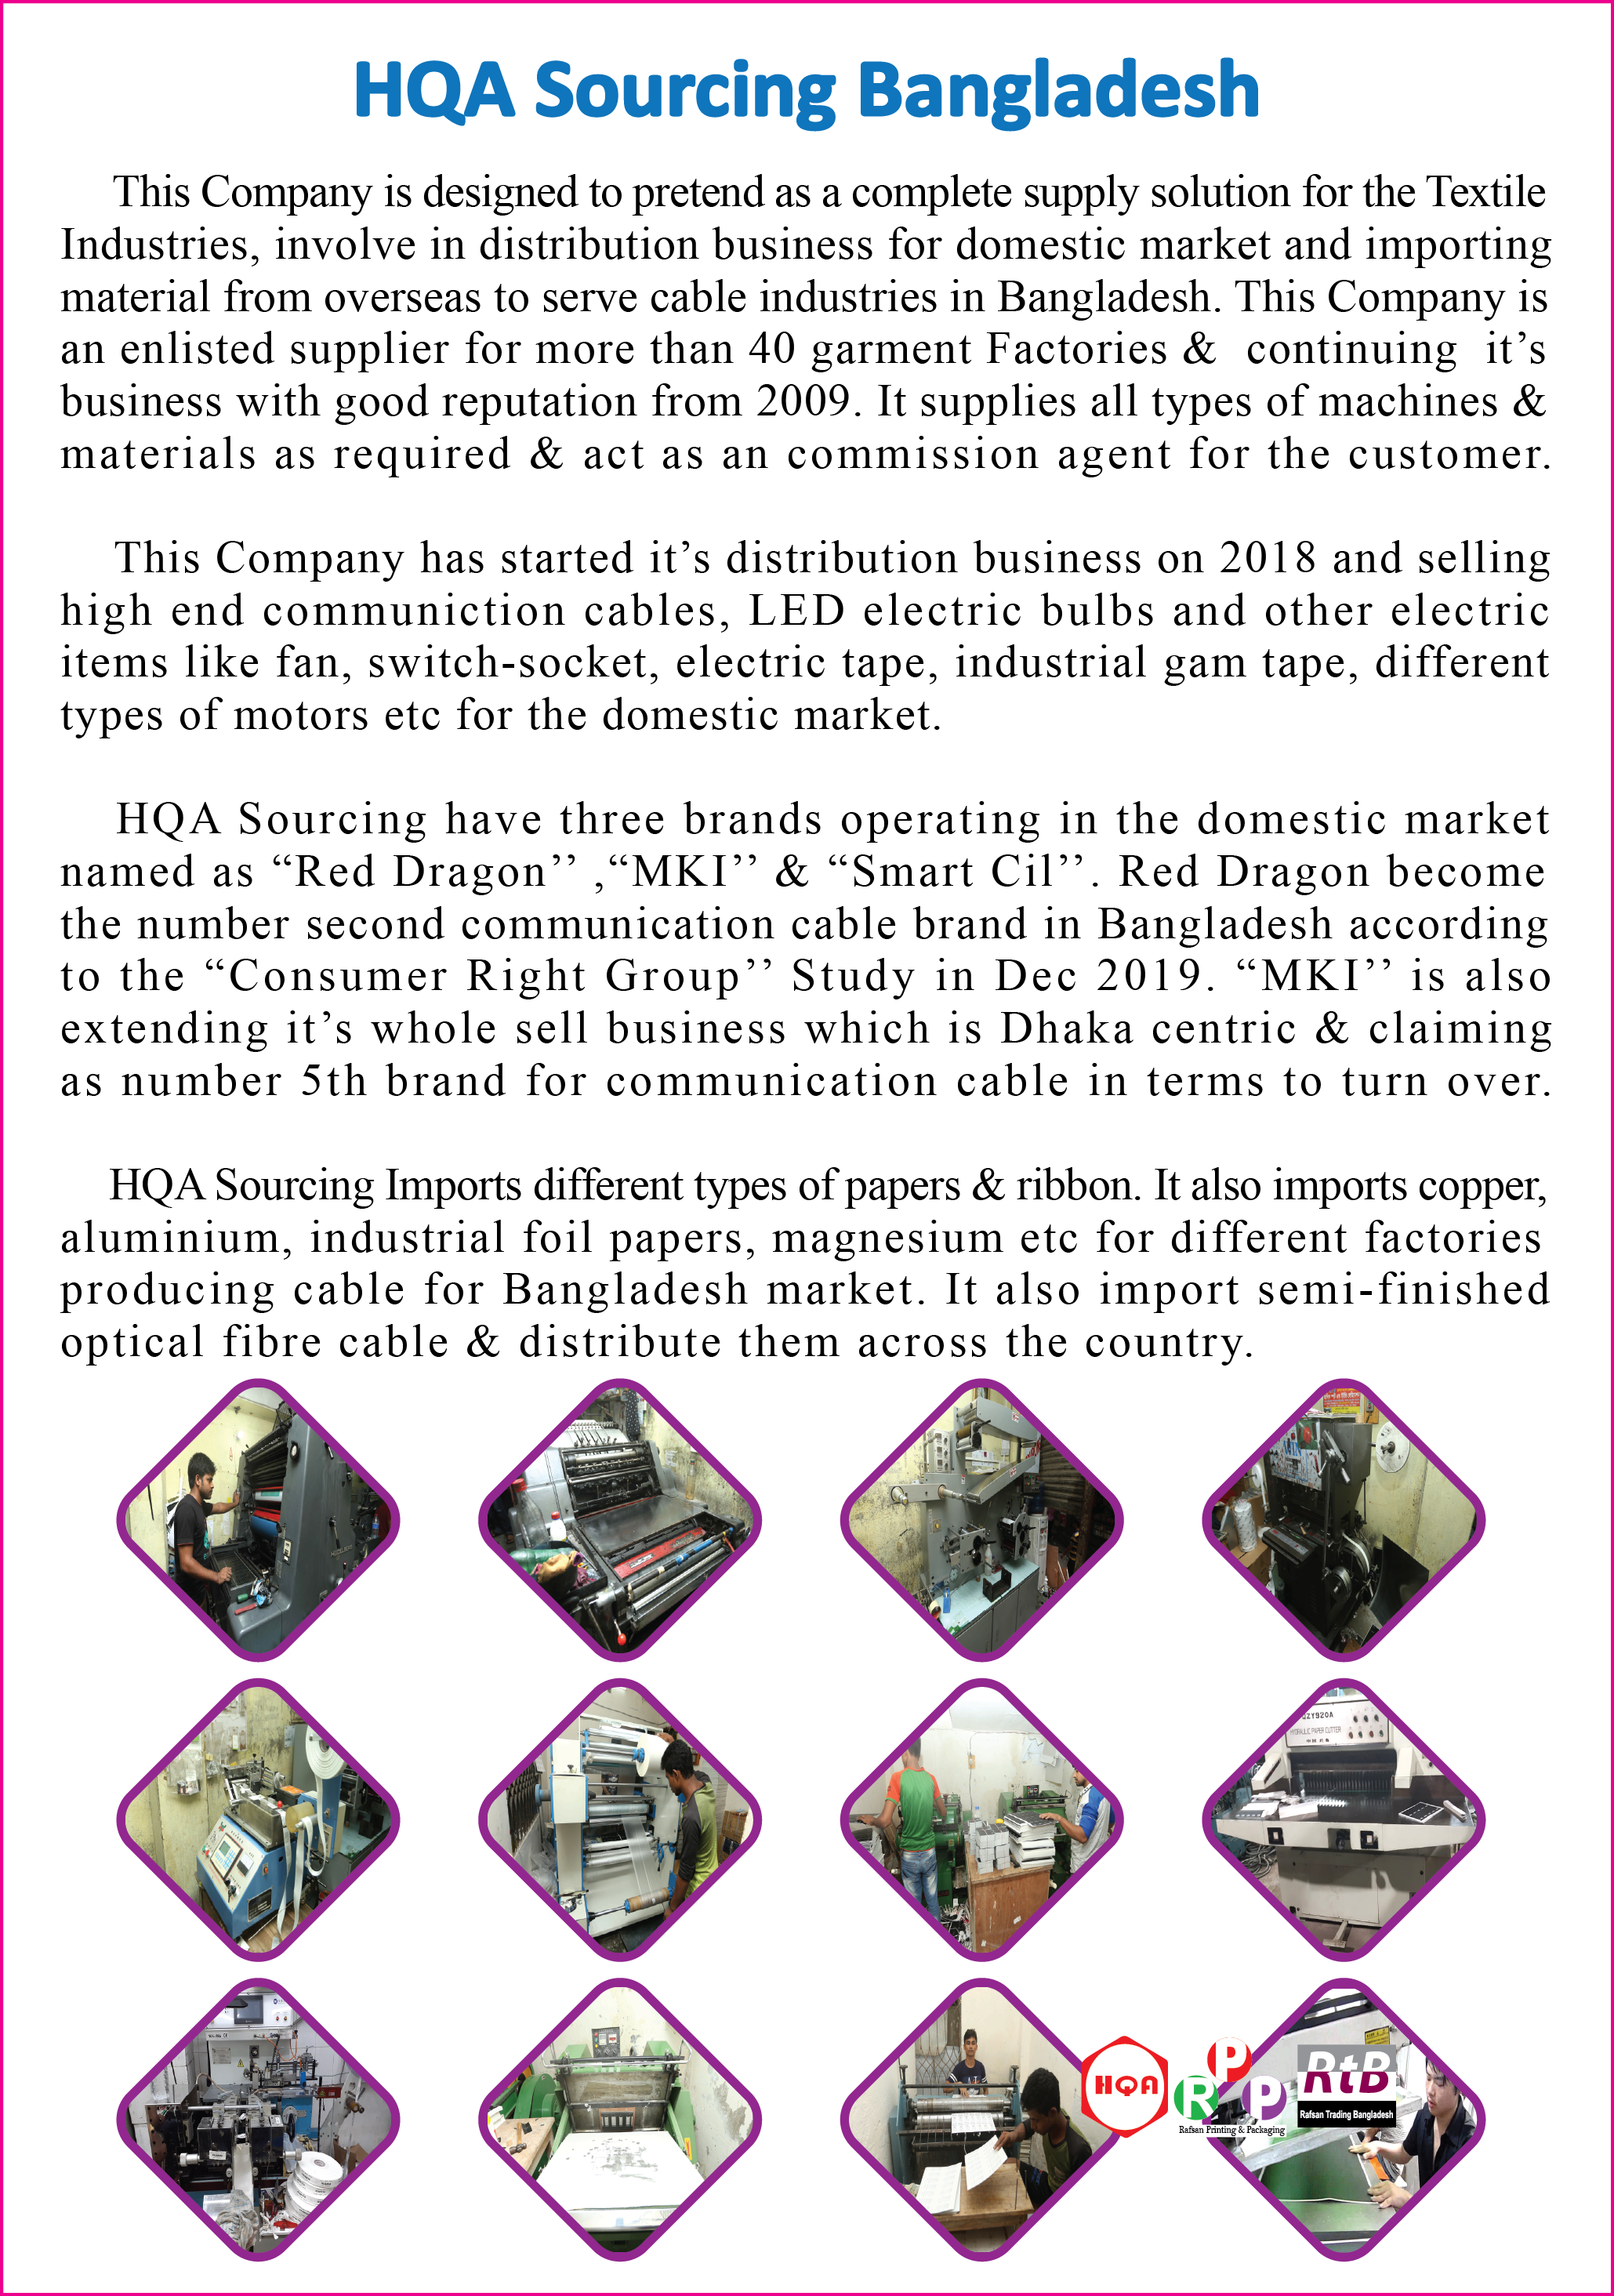 HQA Sourcing Bangladesh
This Company is designed to pretend as a complete supply solution for the Textile
Industries, involve in distribution business for domestic market and importing
material from overseas to serve cable industries in Bangladesh. This Company is
an enlisted supplier for more than 40 garment Factories & continuing it’s
business with good reputation from 2009. It supplies all types of machines &
materials as required & act as an commission agent for the customer.
This Company has started it’s distribution business on 2018 and selling
high end communiction cables, LED electric bulbs and other electric
items like fan, switch-socket, electric tape, industrial gam tape, different
types of motors etc for the domestic market.
HQA Sourcing have three brands operating in the domestic market
named as “Red Dragon’’ ,“MKI’’ & “Smart Cil’’. Red Dragon become
the number second communication cable brand in Bangladesh according
to the “Consumer Right Group’’ Study in Dec 2019. “MKI’’ is also
extending it’s whole sell business which is Dhaka centric & claiming
as number 5th brand for communication cable in terms to turn over.
HQA Sourcing Imports different types of papers & ribbon. It also imports copper,
aluminium, industrial foil papers, magnesium etc for different factories
producing cable for Bangladesh market. It also import semi-finished
optical fibre cable & distribute them across the country.
ZY920A
HYDRAULIC PAPER CUTTER
HQA
RPP
Rafsan Printing & Packaging
RtB
Rafsan Trading Bangladesh